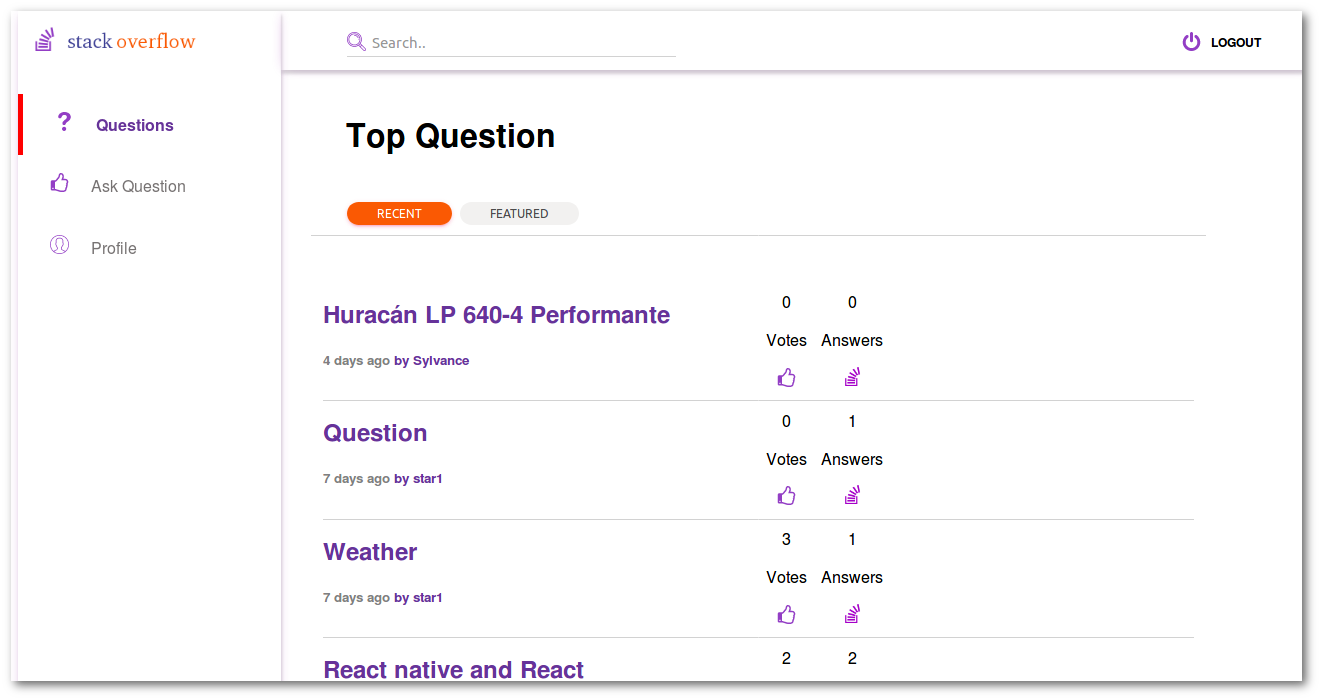 stack overflow
Search..
LOGOUT
? Questions
Ask Question
Profile
Top Question
RECENT FEATURED
Huracán LP 640-4 Performante
4 days ago by Sylvance
0 0
Votes Answers
Question
7 days ago by star1
0 1
Votes Answers
Weather
7 days ago by star1
3 1
Votes Answers
React native and React
2 2